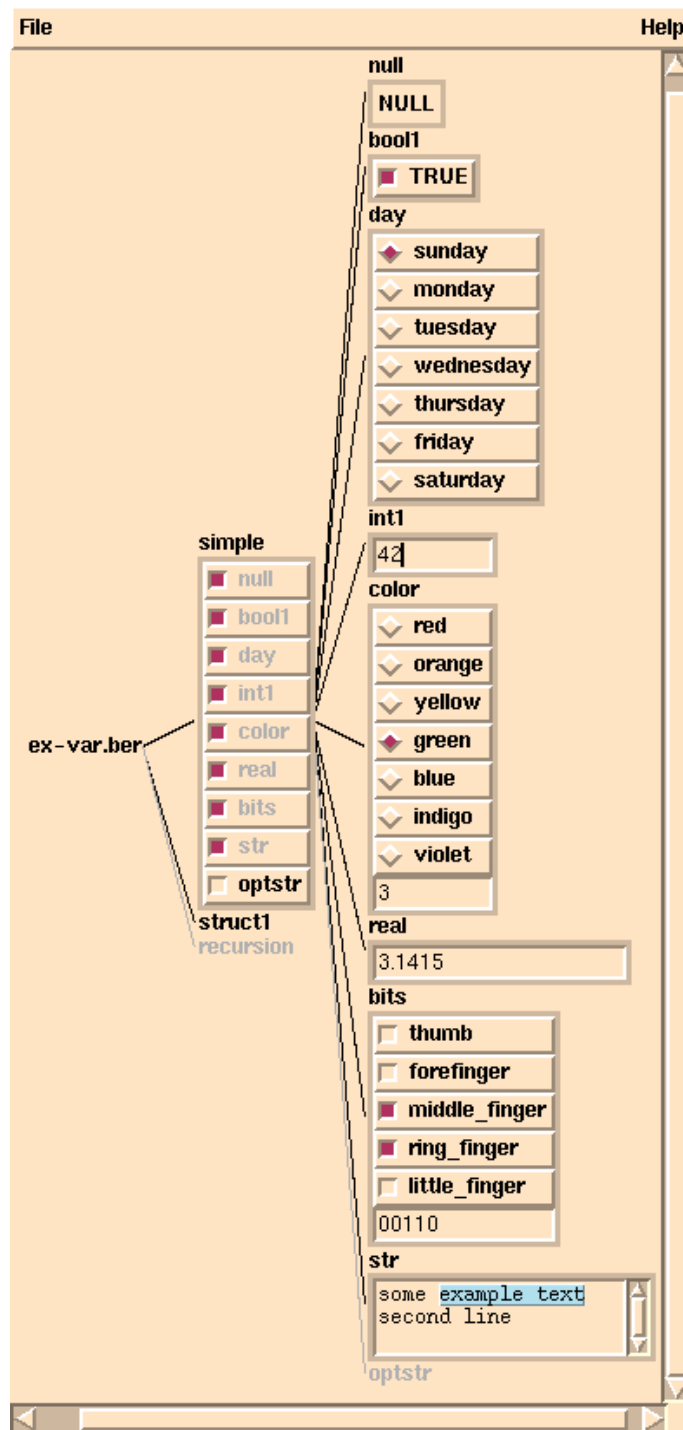 File Help
null
NULL
bool1
TRUE
day
sunday
monday
tuesday
wednesday
thursday
friday
saturday
int1
42
color
red
orange
yellow
green
blue
indigo
violet
3
real
3.1415
bits
thumb
forefinger
middle_finger
ring_finger
little_finger
00110
str
some example text
second line
optstr
simple
null
bool1
day
int1
color
real
bits
str
optstr
struct1
recursion
ex-var.ber